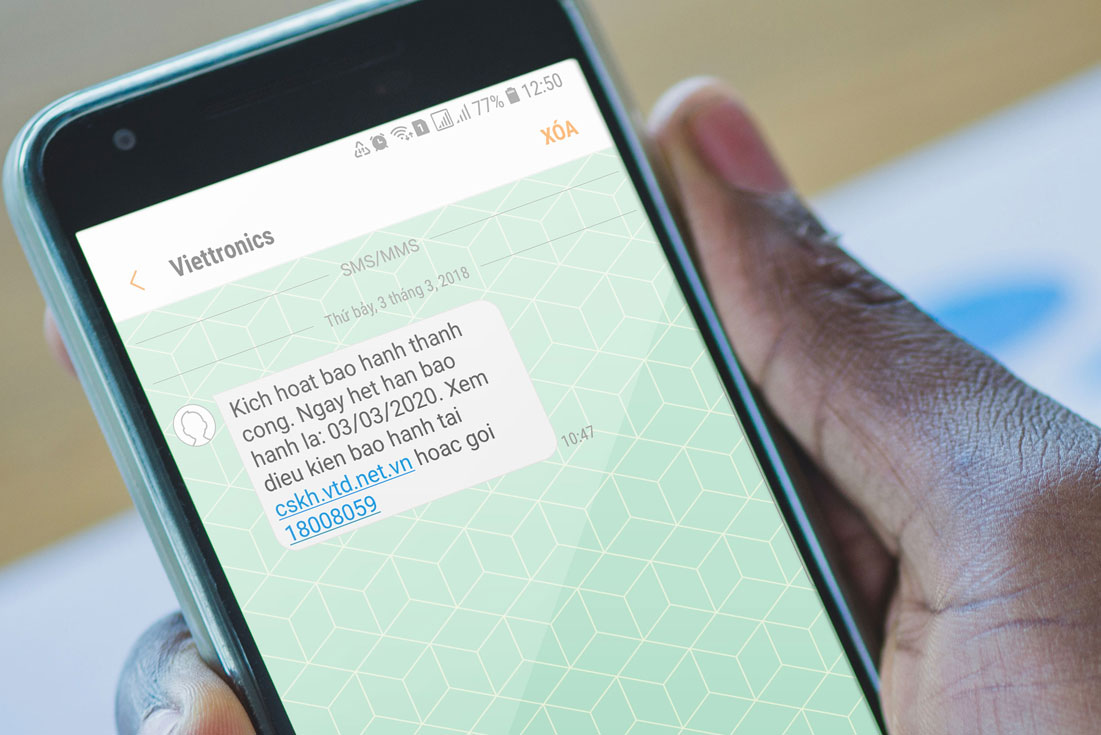 77% 12:50
XÓA
Viettronics
SMS/MMS
Thứ bảy, 3 tháng 3, 2018
Kich hoat bao hanh thanh
cong. Ngay het han bao
hanh la: 03/03/2020. Xem
dieu kien bao hanh tai
cskh.vtd.net.vn hoac goi
18008059
10:47